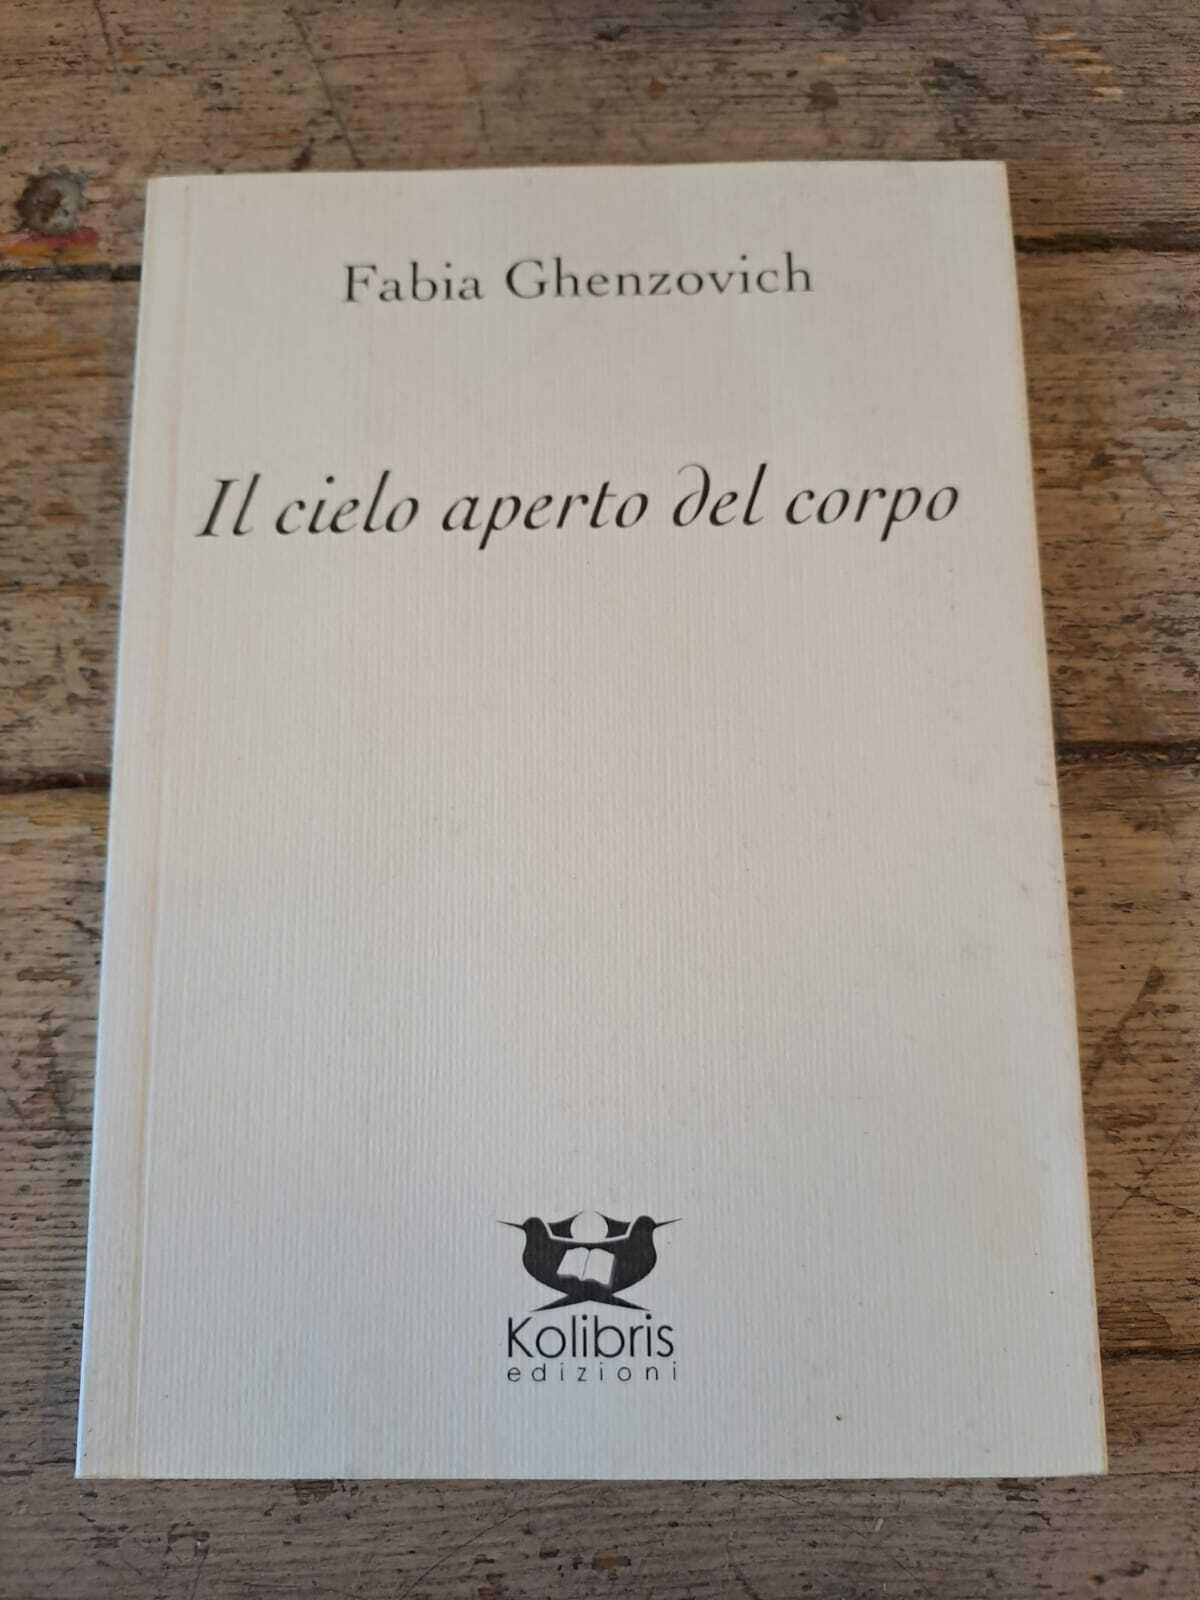 Fabia Ghenzovich
Il cielo aperto del corpo
Kolibris
edizioni